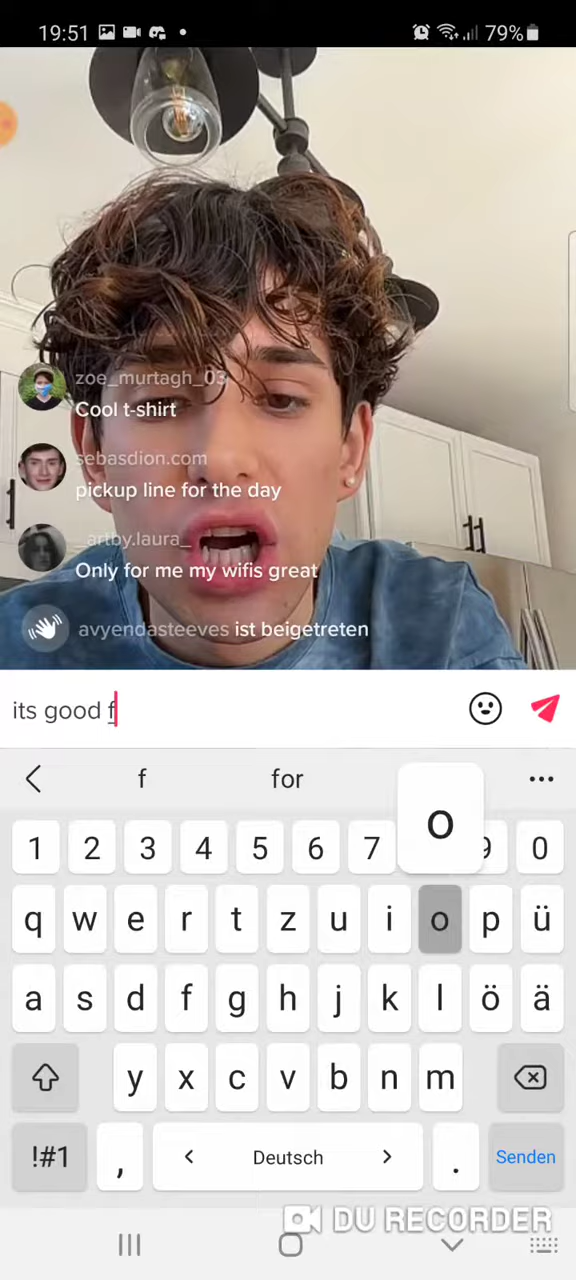 19:51 79%
zoe_murtagh_03
Cool t-shirt
sebasdion.com
pickup line for the day
_artby.laura_
Only for me my wifis great
avyendasteeves ist beigetreten
its good f
f for
o
1 2 3 4 5 6 7 9 0
q w e r t z u i o p ü
a s d f g h j k l ö ä
y x c v b n m
!#1 , < Deutsch > . Senden
DU RECORDER